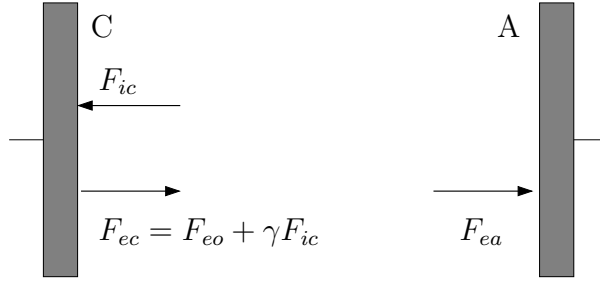 C
A
F_{ic}
F_{ec} = F_{eo} + γF_{ic}
F_{ea}